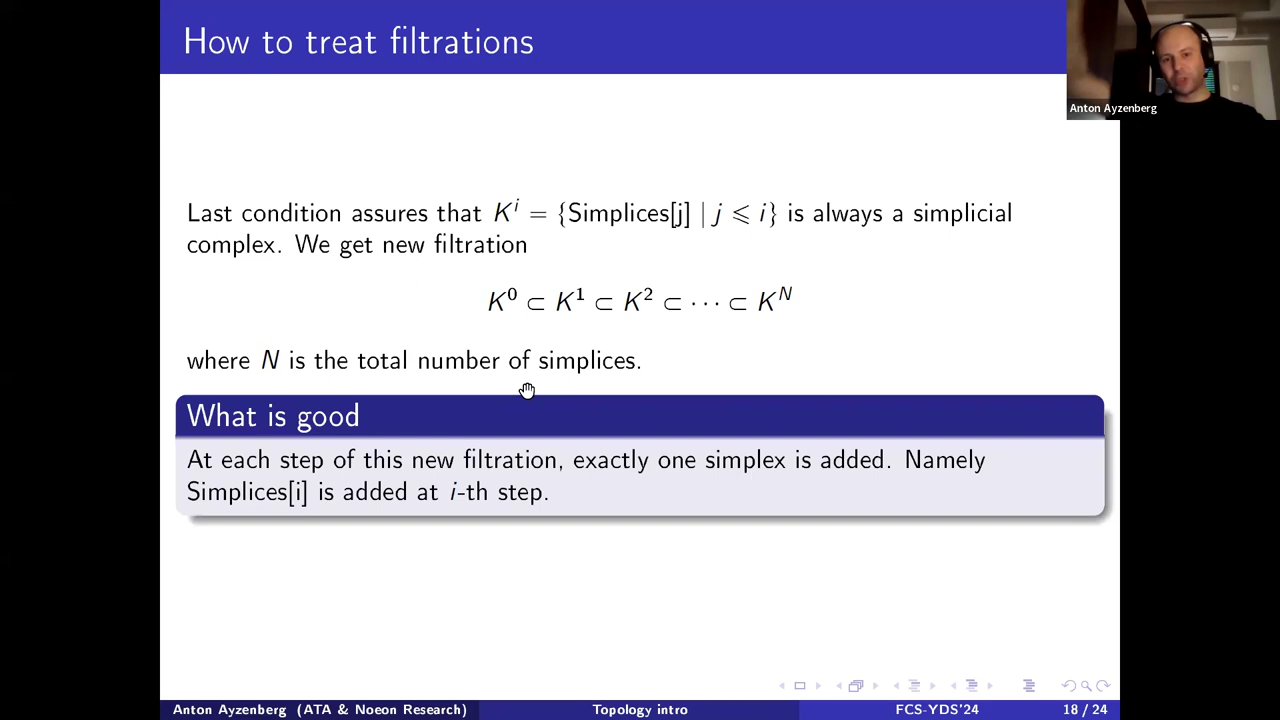 How to treat filtrations
Anton Ayzenberg
Last condition assures that K^i = {Simplices[j] | j ⩽ i} is always a simplicial
complex. We get new filtration
K^0 ⊂ K^1 ⊂ K^2 ⊂ ⋯ ⊂ K^N
where N is the total number of simplices.
What is good
At each step of this new filtration, exactly one simplex is added. Namely
Simplices[i] is added at i-th step.
Anton Ayzenberg (ATA & Noeon Research)
Topology intro
FCS-YDS'24
18 / 24